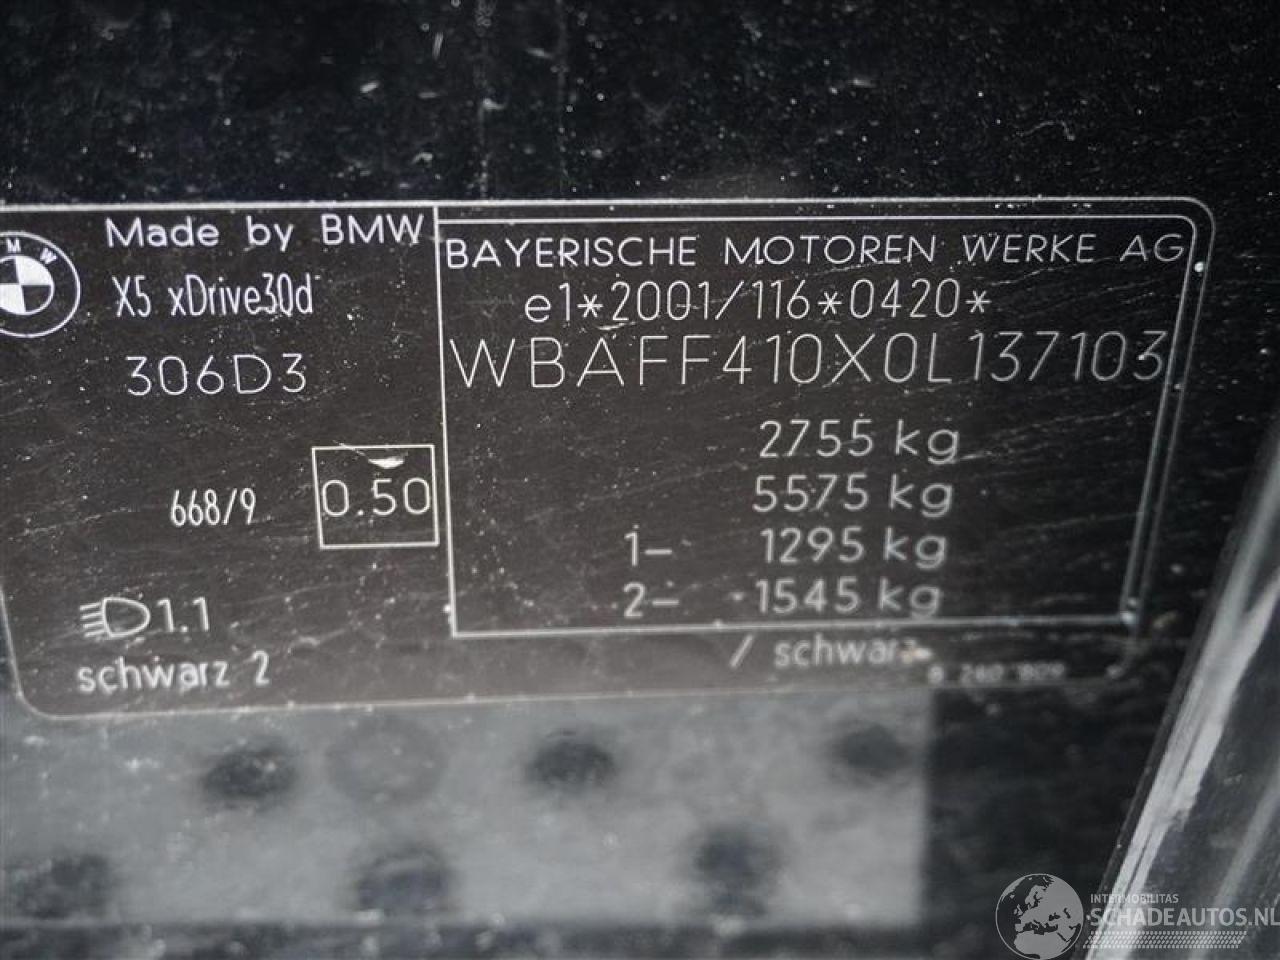 BMW
Made by BMW
X5 xDrive30d
306D3
668/9
0.50
1.1
schwarz 2
BAYERISCHE MOTOREN WERKE AG
e1*2001/116*0420*
WBAFF410X0L137103
2755 kg
5575 kg
1- 1295 kg
2- 1545 kg
/ schwarz
INTERMOBILITAS
SCHADEAUTOS.NL